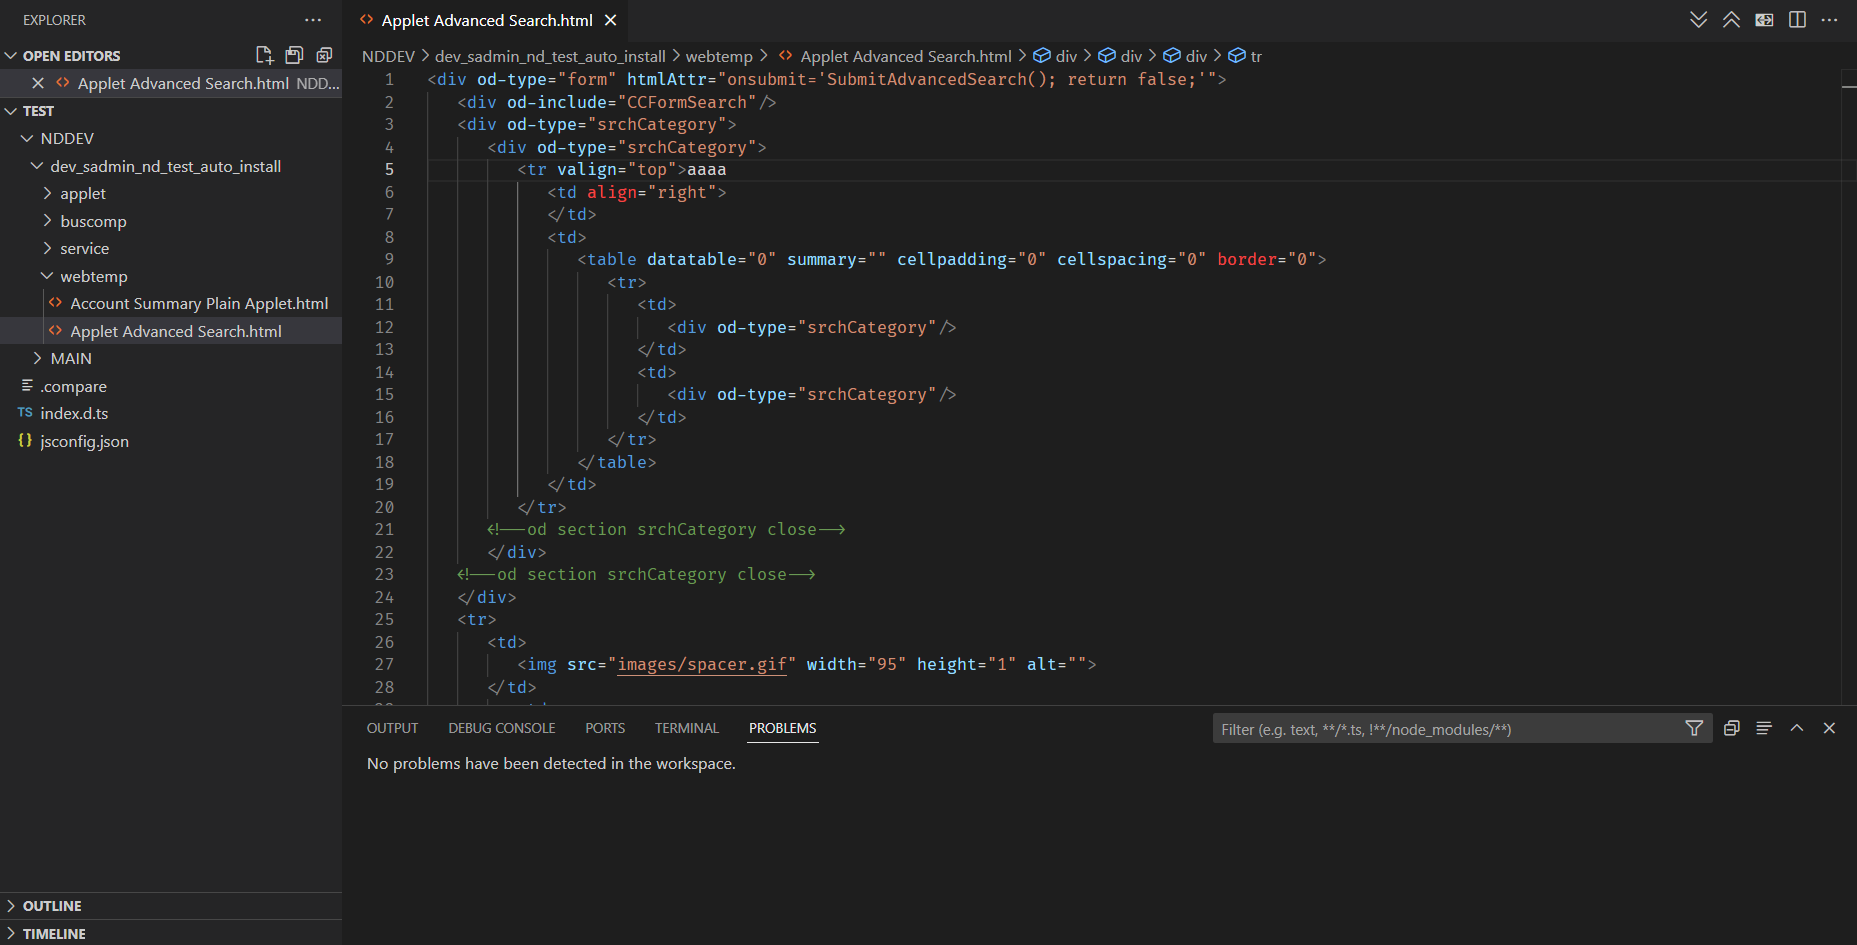 EXPLORER
OPEN EDITORS
Applet Advanced Search.html NDD...
TEST
NDDEV
dev_sadmin_nd_test_auto_install
applet
buscomp
service
webtemp
Account Summary Plain Applet.html
Applet Advanced Search.html
MAIN
.compare
TS index.d.ts
{} jsconfig.json
OUTLINE
TIMELINE
Applet Advanced Search.html
NDDEV > dev_sadmin_nd_test_auto_install > webtemp > Applet Advanced Search.html > div > div > div > tr
1 <div od-type="form" htmlAttr="onsubmit='SubmitAdvancedSearch(); return false;'">
2 <div od-include="CCFormSearch"/>
3 <div od-type="srchCategory">
4 <div od-type="srchCategory">
5 <tr valign="top">aaaa
6 <td align="right">
7 </td>
8 <td>
9 <table datatable="0" summary="" cellpadding="0" cellspacing="0" border="0">
10 <tr>
11 <td>
12 <div od-type="srchCategory"/>
13 </td>
14 <td>
15 <div od-type="srchCategory"/>
16 </td>
17 </tr>
18 </table>
19 </td>
20 </tr>
21 <!--od section srchCategory close-->
22 </div>
23 <!--od section srchCategory close-->
24 </div>
25 <tr>
26 <td>
27 <img src="images/spacer.gif" width="95" height="1" alt="">
28 </td>
OUTPUT DEBUG CONSOLE PORTS TERMINAL PROBLEMS
Filter (e.g. text, **/*.ts, !**/node_modules/**)
No problems have been detected in the workspace.